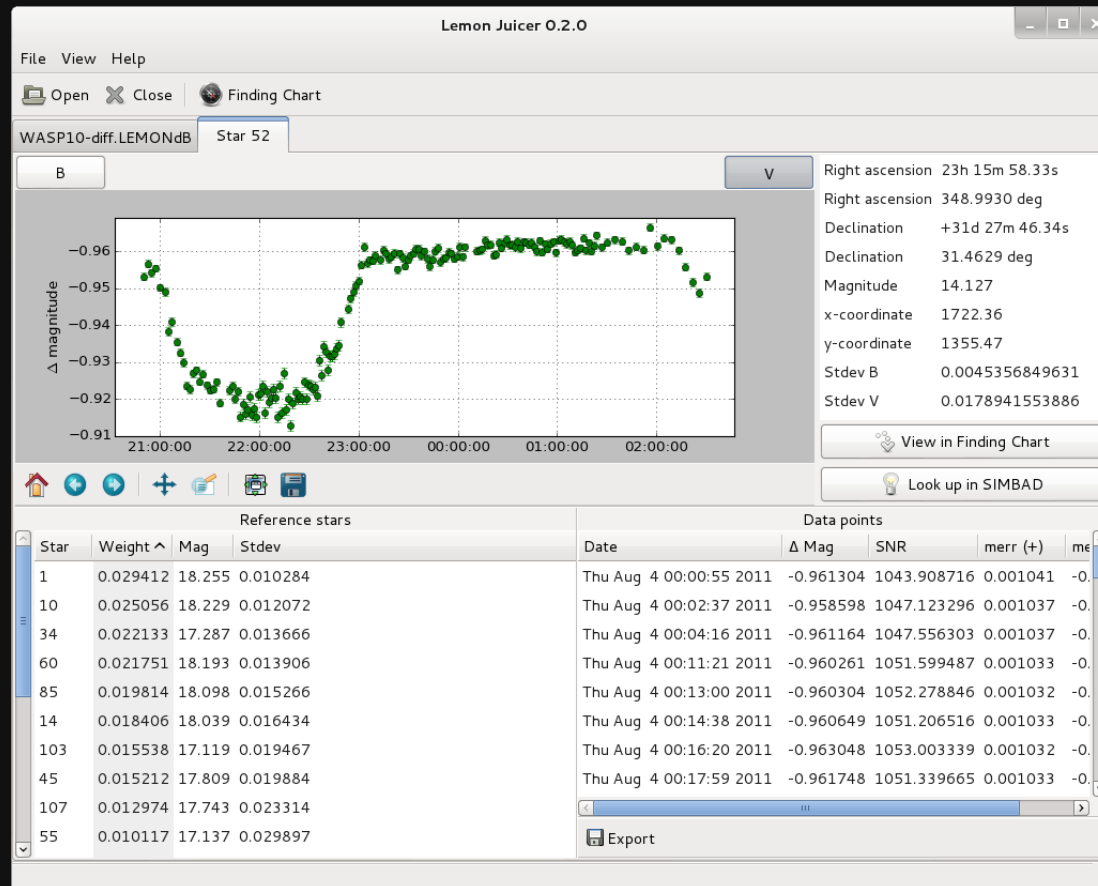 Lemon Juicer 0.2.0
File View Help
Open Close Finding Chart
WASP10-diff.LEMONdB Star 52
B V
Δ magnitude
−0.96
−0.95
−0.94
−0.93
−0.92
−0.91
21:00:00 22:00:00 23:00:00 00:00:00 01:00:00 02:00:00
Right ascension 23h 15m 58.33s
Right ascension 348.9930 deg
Declination +31d 27m 46.34s
Declination 31.4629 deg
Magnitude 14.127
x-coordinate 1722.36
y-coordinate 1355.47
Stdev B 0.0045356849631
Stdev V 0.0178941553886
View in Finding Chart
Look up in SIMBAD
Reference stars
Star Weight Mag Stdev
1 0.029412 18.255 0.010284
10 0.025056 18.229 0.012072
34 0.022133 17.287 0.013666
60 0.021751 18.193 0.013906
85 0.019814 18.098 0.015266
14 0.018406 18.039 0.016434
103 0.015538 17.119 0.019467
45 0.015212 17.809 0.019884
107 0.012974 17.743 0.023314
55 0.010117 17.137 0.029897
Data points
Date Δ Mag SNR merr (+) me
Thu Aug 4 00:00:55 2011 -0.961304 1043.908716 0.001041 -0.
Thu Aug 4 00:02:37 2011 -0.958598 1047.123296 0.001037 -0.
Thu Aug 4 00:04:16 2011 -0.961164 1047.556303 0.001037 -0.
Thu Aug 4 00:11:21 2011 -0.960261 1051.599487 0.001033 -0.
Thu Aug 4 00:13:00 2011 -0.960304 1052.278846 0.001032 -0.
Thu Aug 4 00:14:38 2011 -0.960649 1051.206516 0.001033 -0.
Thu Aug 4 00:16:20 2011 -0.963048 1053.003339 0.001032 -0.
Thu Aug 4 00:17:59 2011 -0.961748 1051.339665 0.001033 -0.
Export